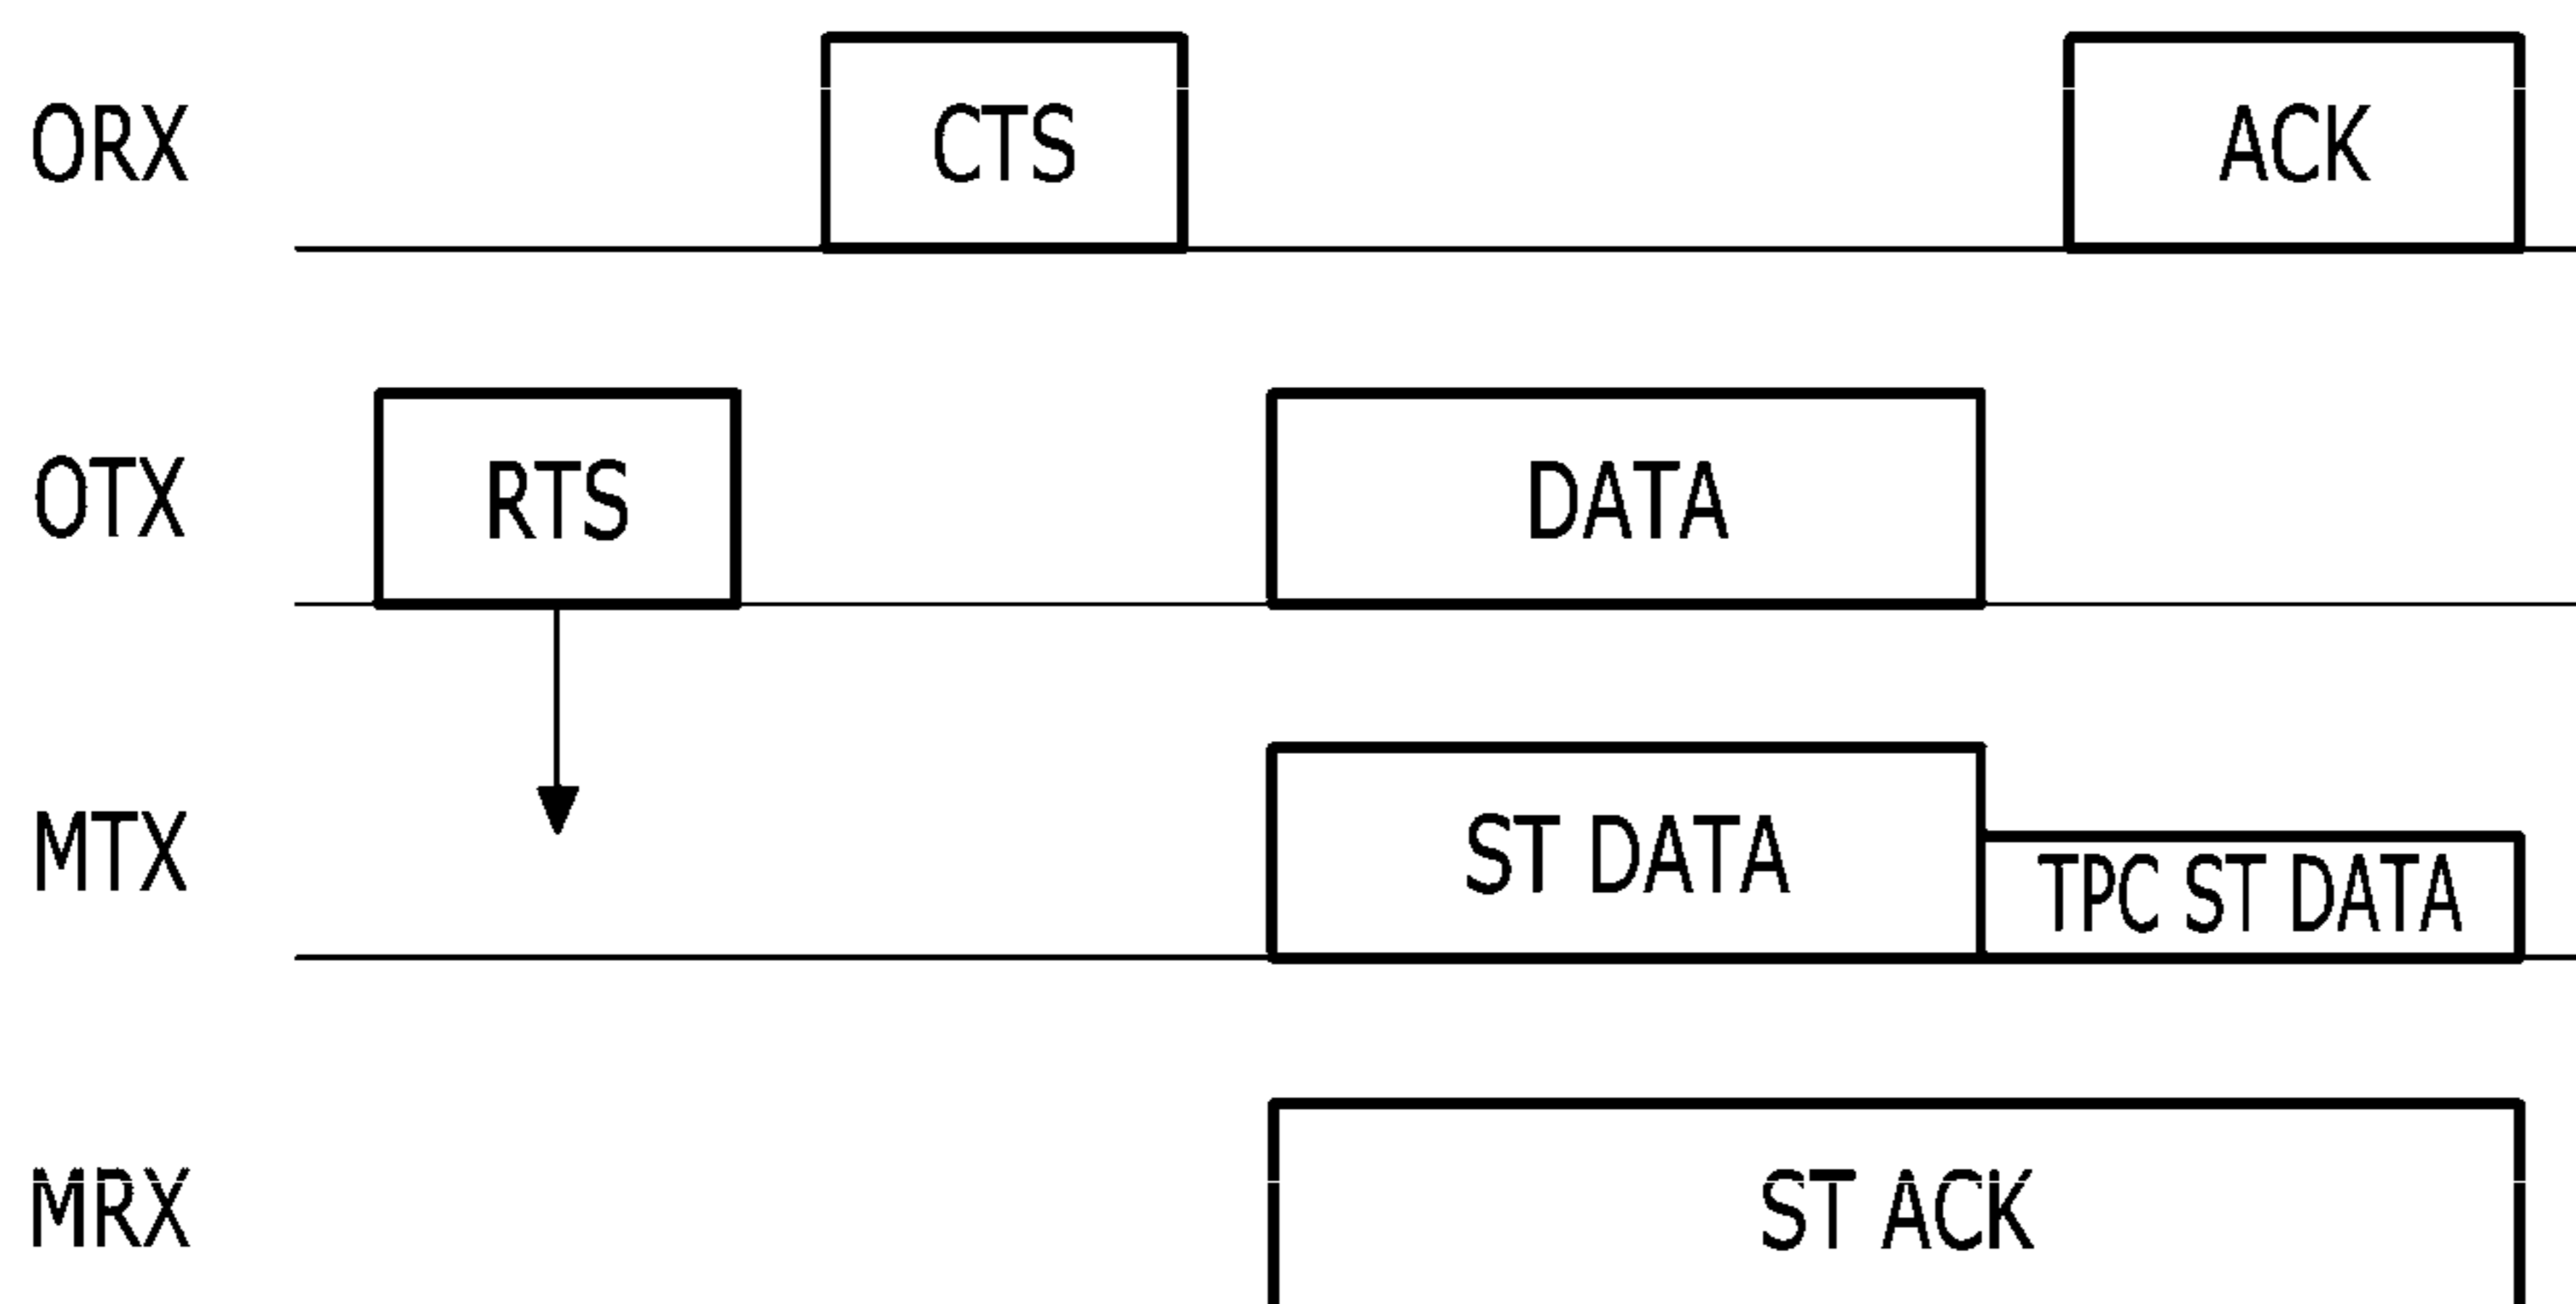 ORX
CTS
ACK
OTX
RTS
DATA
MTX
ST DATA
TPC ST DATA
MRX
ST ACK